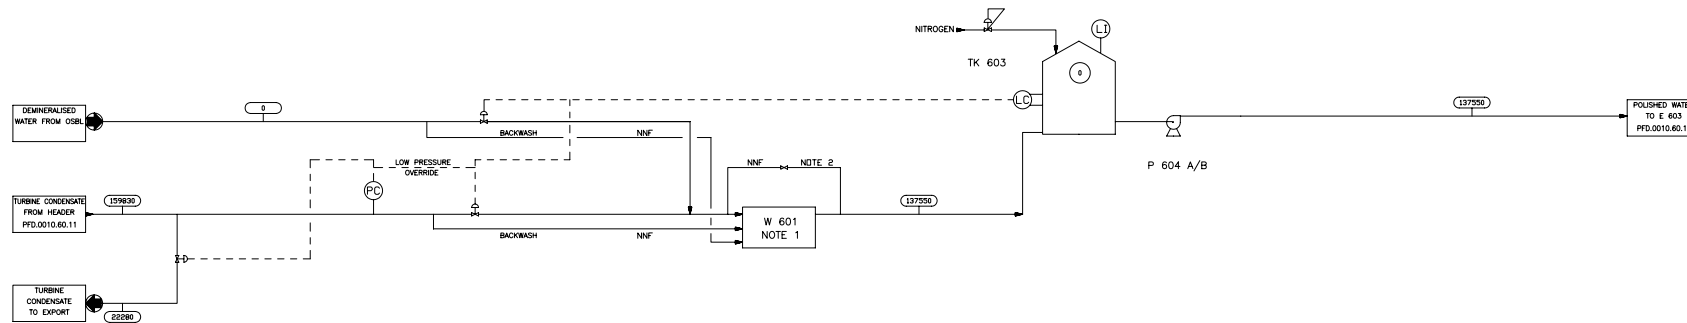 NITROGEN
LI
TK 603
0
LC
DEMINERALISED
WATER FROM OSBL
0
137550
POLISHED WATE
TO E 603
PFD.0010.60.1
BACKWASH
NNF
P 604 A/B
LOW PRESSURE
OVERRIDE
NNF
NOTE 2
PC
TURBINE CONDENSATE
FROM HEADER
PFD.0010.60.11
159830
137550
W 601
NOTE 1
BACKWASH
NNF
TURBINE
CONDENSATE
TO EXPORT
22280